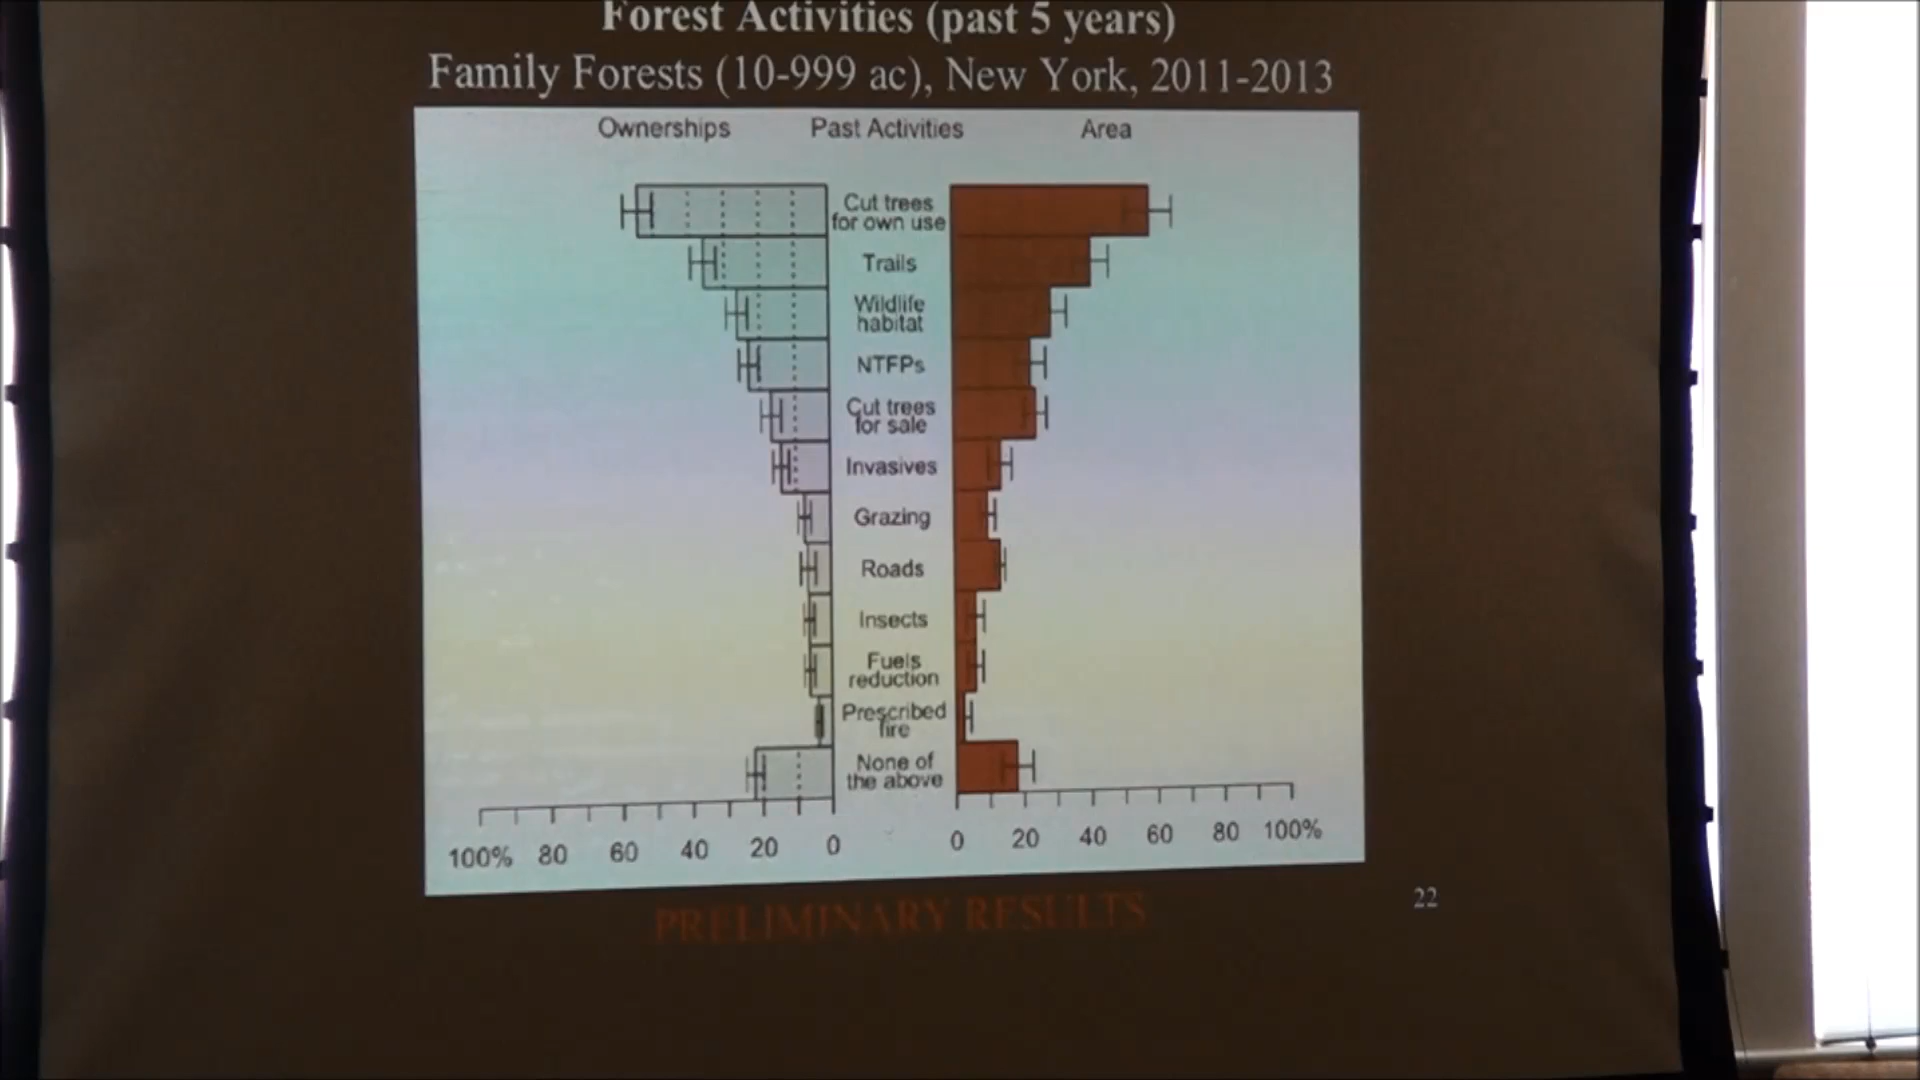 Forest Activities (past 5 years)
Family Forests (10-999 ac), New York, 2011-2013
Ownerships Past Activities Area
Cut trees
for own use
Trails
Wildlife
habitat
NTFPs
Cut trees
for sale
Invasives
Grazing
Roads
Insects
Fuels
reduction
Prescribed
fire
None of
the above
100% 80 60 40 20 0 0 20 40 60 80 100%
PRELIMINARY RESULTS
22